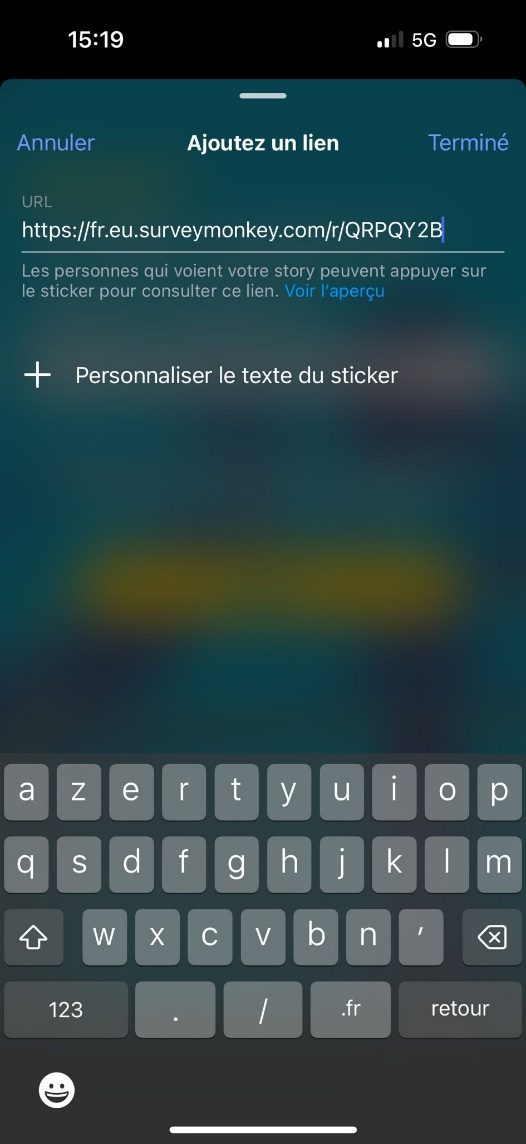 15:19
5G
Annuler Ajoutez un lien Terminé
URL
https://fr.eu.surveymonkey.com/r/QRPQY2B
Les personnes qui voient votre story peuvent appuyer sur
le sticker pour consulter ce lien. Voir l'aperçu
+ Personnaliser le texte du sticker
a z e r t y u i o p
q s d f g h j k l m
w x c v b n ′
123 . / .fr retour